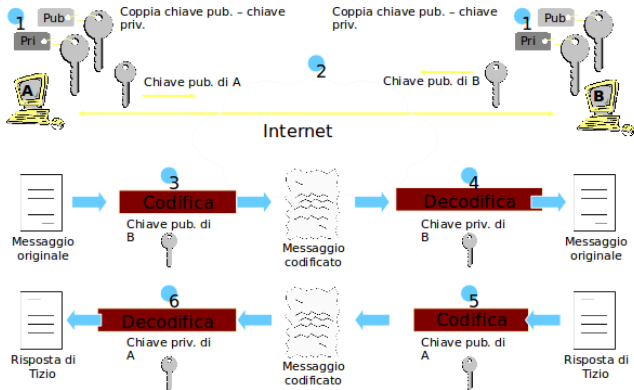 1
Pub
Pri
Coppia chiave pub. – chiave
priv.
Coppia chiave pub. – chiave
priv.
1
Pub
Pri
2
A
Chiave pub. di A
Chiave pub. di B
B
Internet
3
Codifica
4
Decodifica
Chiave pub. di
B
Chiave priv. di
B
Messaggio
originale
Messaggio
codificato
Messaggio
originale
6
Decodifica
5
Codifica
Chiave priv. di
A
Chiave pub. di
A
Risposta di
Tizio
Messaggio
codificato
Risposta di
Tizio